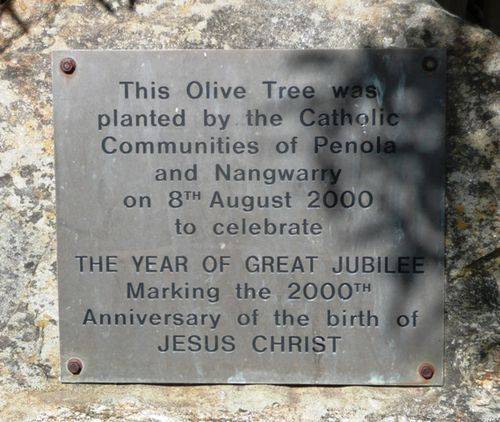 This Olive Tree was
planted by the Catholic
Communities of Penola
and Nangwarry
on 8TH August 2000
to celebrate
THE YEAR OF GREAT JUBILEE
Marking the 2000TH
Anniversary of the birth of
JESUS CHRIST